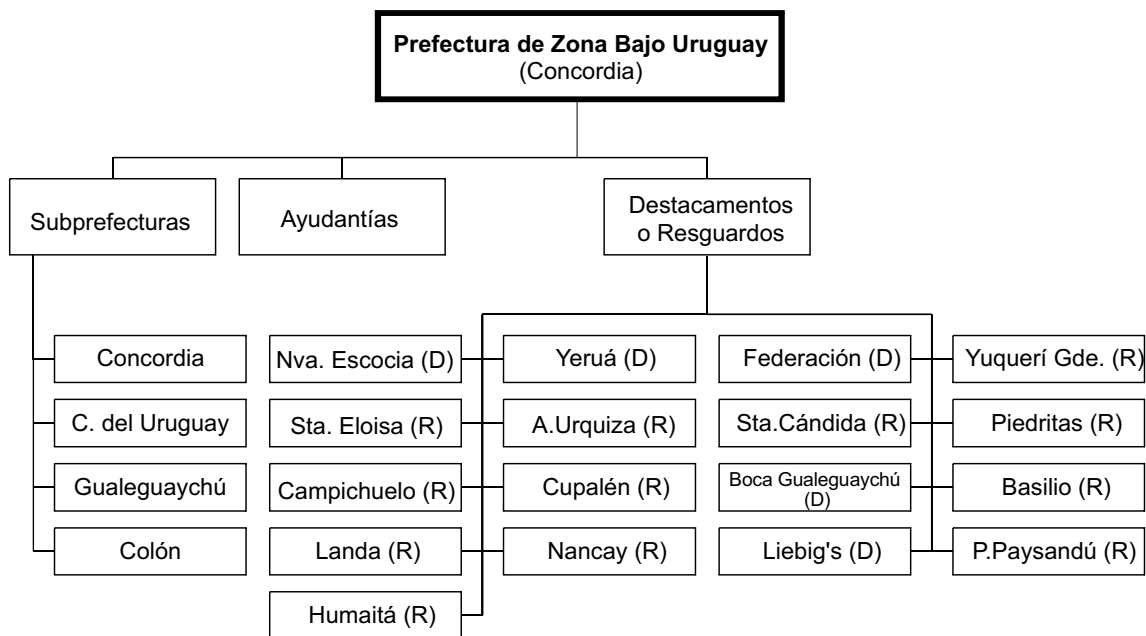 Prefectura de Zona Bajo Uruguay
(Concordia)
Subprefecturas
Ayudantías
Destacamentos
o Resguardos
Concordia
Nva. Escocia (D)
Yeruá (D)
Federación (D)
Yuquerí Gde. (R)
C. del Uruguay
Sta. Eloisa (R)
A.Urquiza (R)
Sta.Cándida (R)
Piedritas (R)
Gualeguaychú
Campichuelo (R)
Cupalén (R)
Boca Gualeguaychú
(D)
Basilio (R)
Colón
Landa (R)
Nancay (R)
Liebig's (D)
P.Paysandú (R)
Humaitá (R)